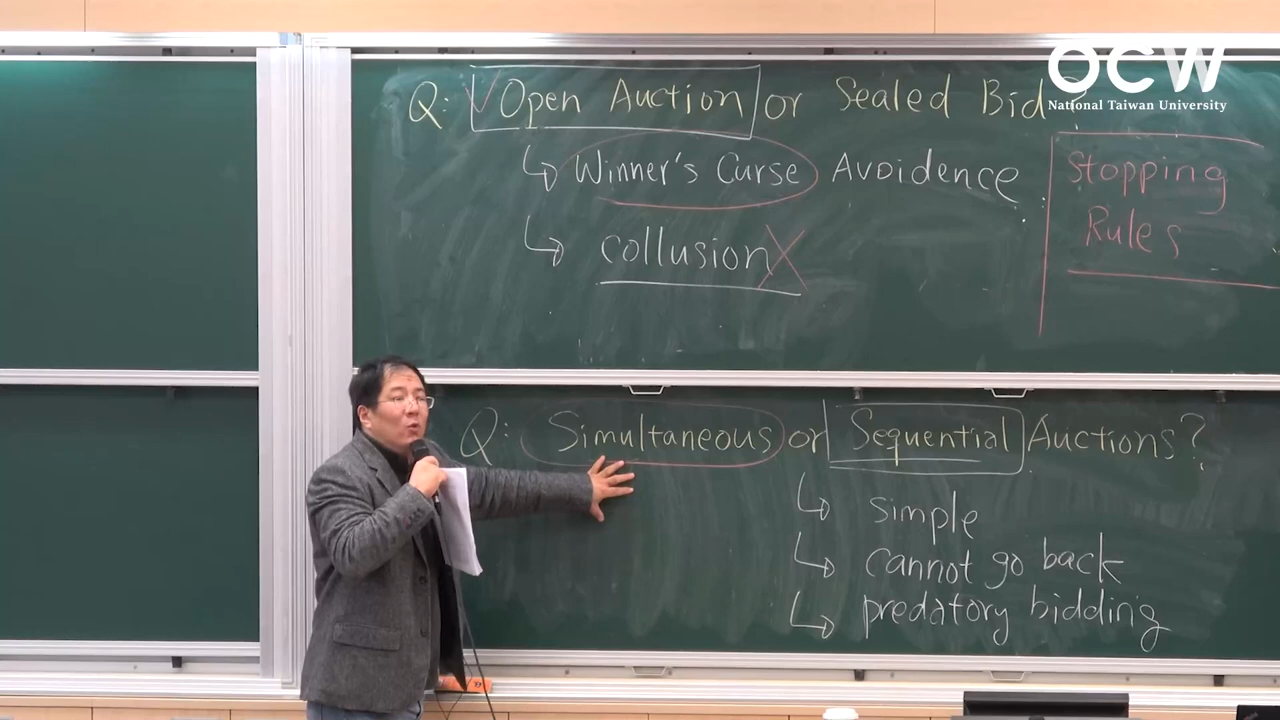 OCW
National Taiwan University
Q: Open Auction or Sealed Bid ?
Winner's Curse Avoidence
collusion X
Stopping
Rules
Q: Simultaneous or Sequential Auctions?
simple
cannot go back
predatory bidding